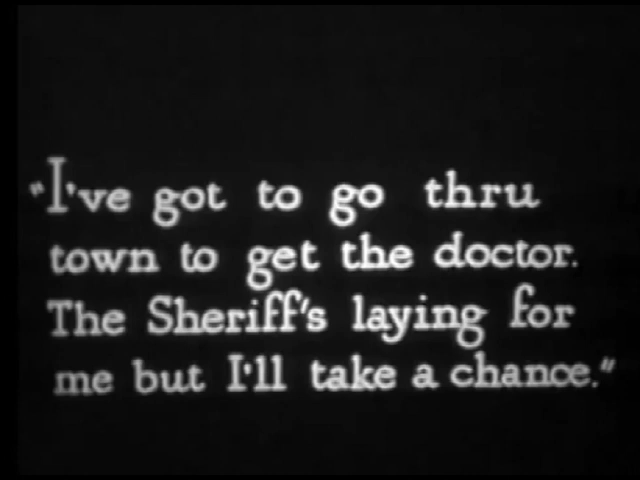 "I've got to go thru
town to get the doctor.
The Sheriff's laying for
me but I'll take a chance."